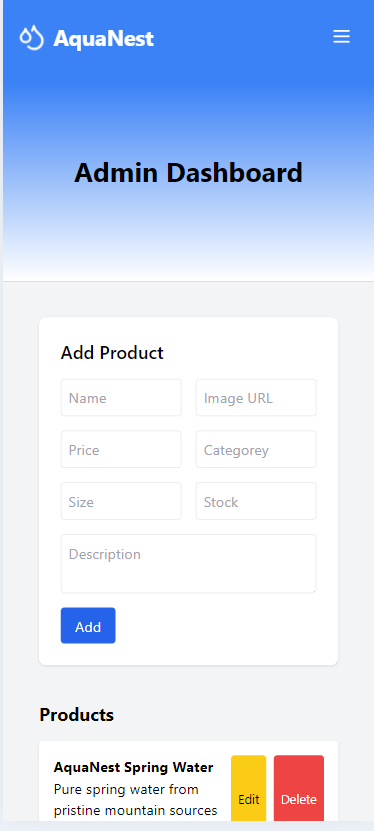 AquaNest
Admin Dashboard
Add Product
Name
Image URL
Price
Categorey
Size
Stock
Description
Add
Products
AquaNest Spring Water
Pure spring water from
pristine mountain sources
Edit
Delete